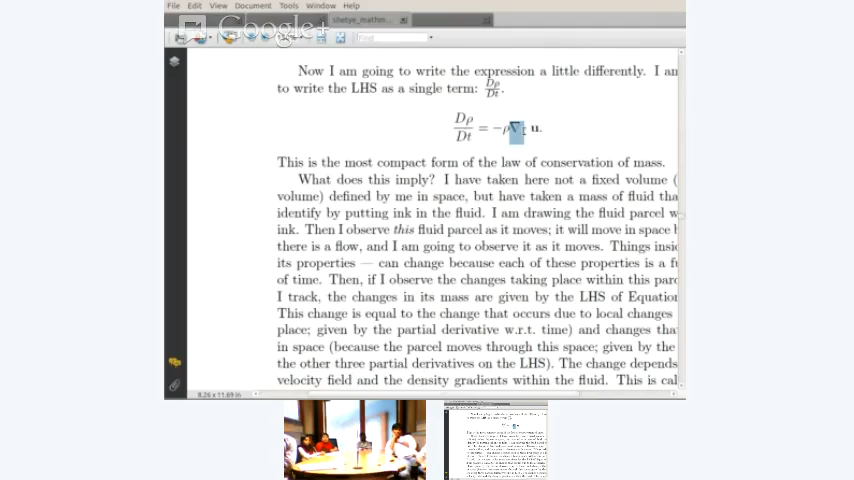 File Edit View Document Tools Window Help
Google+
shetye_mathm...
Find
Now I am going to write the expression a little differently. I am
to write the LHS as a single term: Dρ/Dt.
Dρ/Dt = −ρ∇ · u.
This is the most compact form of the law of conservation of mass.
What does this imply? I have taken here not a fixed volume (
volume) defined by me in space, but have taken a mass of fluid tha
identify by putting ink in the fluid. I am drawing the fluid parcel w
ink. Then I observe this fluid parcel as it moves; it will move in space b
there is a flow, and I am going to observe it as it moves. Things insi
its properties — can change because each of these properties is a fu
of time. Then, if I observe the changes taking place within this parc
I track, the changes in its mass are given by the LHS of Equation
This change is equal to the change that occurs due to local changes
place; given by the partial derivative w.r.t. time) and changes tha
in space (because the parcel moves through this space; given by the
the other three partial derivatives on the LHS). The change depends
velocity field and the density gradients within the fluid. This is cal
8.26 x 11.69 in